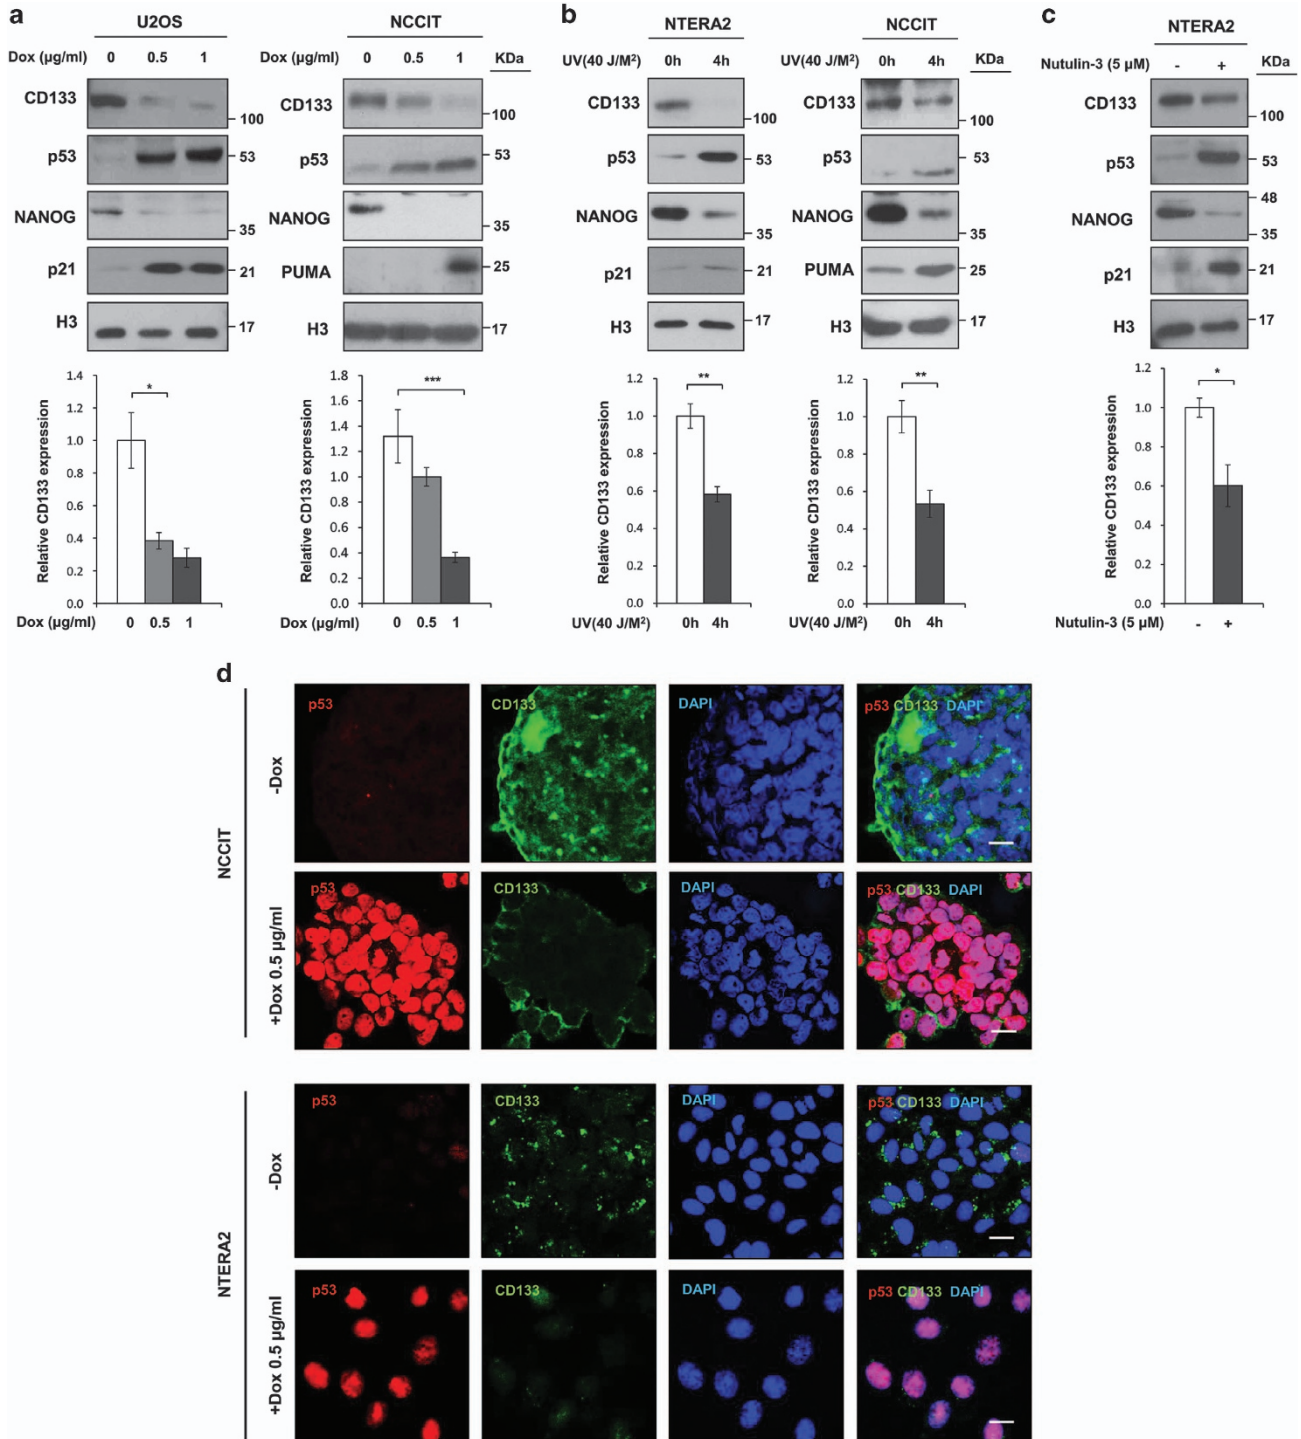 a
U2OS
Dox (µg/ml) 0 0.5 1
CD133
100
p53
53
NANOG
35
p21
21
H3
17
1.4
1.2
1.0
0.8
0.6
0.4
0.2
0.0
Relative CD133 expression
*
Dox (µg/ml) 0 0.5 1
NCCIT
Dox (µg/ml) 0 0.5 1 KDa
CD133
100
p53
53
NANOG
35
PUMA
25
H3
17
1.8
1.6
1.4
1.2
1.0
0.8
0.6
0.4
0.2
0.0
Relative CD133 expression
***
Dox (µg/ml) 0 0.5 1
b
NTERA2
UV(40 J/M²) 0h 4h
CD133
100
p53
53
NANOG
35
p21
21
H3
17
1.2
1.0
0.8
0.6
0.4
0.2
0.0
Relative CD133 expression
**
UV(40 J/M²) 0h 4h
NCCIT
UV(40 J/M²) 0h 4h KDa
CD133
100
p53
53
NANOG
35
PUMA
25
H3
17
1.2
1.0
0.8
0.6
0.4
0.2
0.0
Relative CD133 expression
**
UV(40 J/M²) 0h 4h
c
NTERA2
Nutulin-3 (5 µM) - + KDa
CD133
100
p53
53
NANOG
48
35
p21
21
H3
17
1.2
1.0
0.8
0.6
0.4
0.2
0.0
Relative CD133 expression
*
Nutulin-3 (5 µM) - +
d
NCCIT
-Dox
p53 CD133 DAPI p53 CD133 DAPI
+Dox 0.5 µg/ml
p53 CD133 DAPI p53 CD133 DAPI
NTERA2
-Dox
p53 CD133 DAPI p53 CD133 DAPI
+Dox 0.5 µg/ml
p53 CD133 DAPI p53 CD133 DAPI